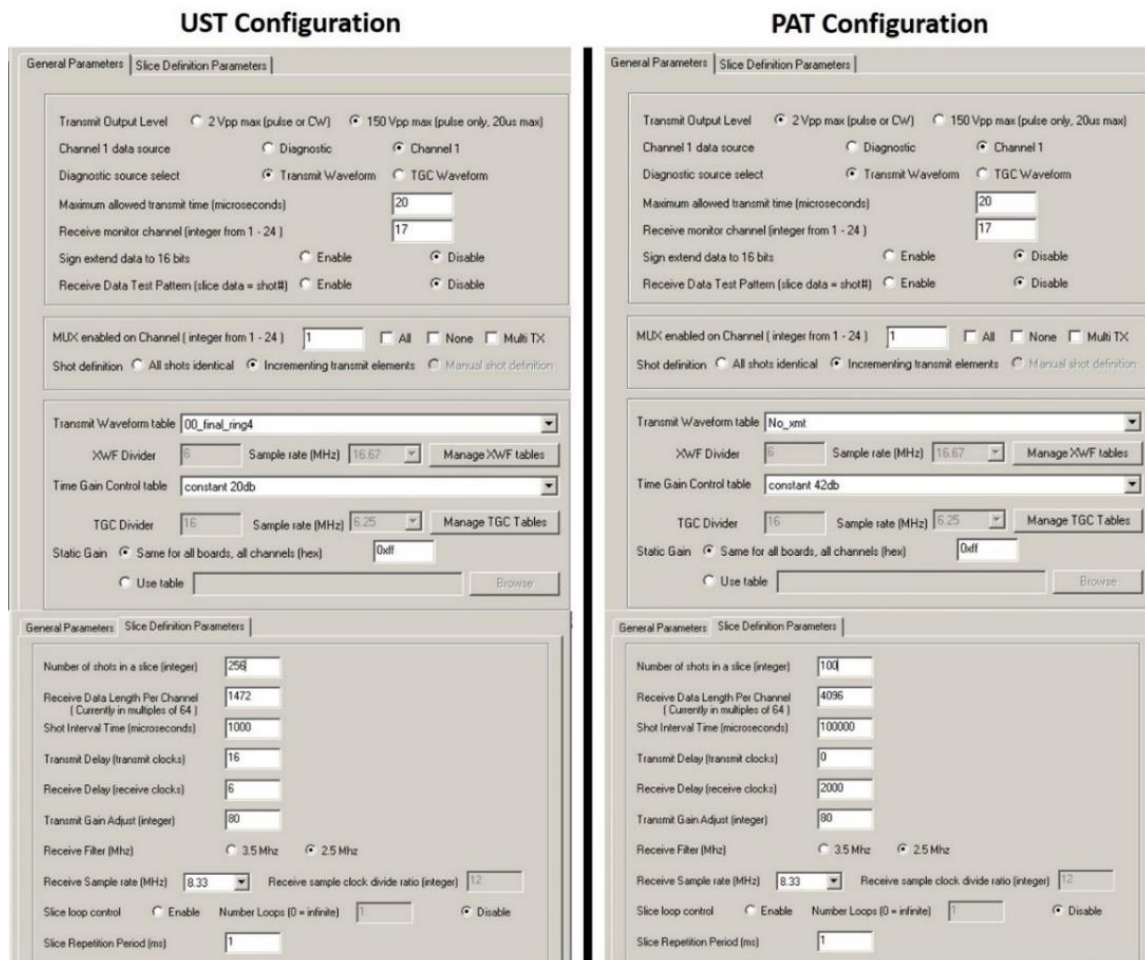 UST Configuration
General Parameters Slice Definition Parameters
Transmit Output Level 2 Vpp max (pulse or CW) 150 Vpp max (pulse only, 20us max)
Channel 1 data source Diagnostic Channel 1
Diagnostic source select Transmit Waveform TGC Waveform
Maximum allowed transmit time (microseconds) 20
Receive monitor channel (integer from 1 - 24 ) 17
Sign extend data to 16 bits Enable Disable
Receive Data Test Pattern (slice data = shot#) Enable Disable
MUX enabled on Channel ( integer from 1 - 24 ) 1 All None Multi TX
Shot definition All shots identical Incrementing transmit elements Manual shot definition
Transmit Waveform table 00_final_ring4
XWF Divider 6 Sample rate (MHz) 16.67 Manage XWF tables
Time Gain Control table constant 20db
TGC Divider 16 Sample rate (MHz) 6.25 Manage TGC Tables
Static Gain Same for all boards, all channels (hex) 0xff
Use table Browse
General Parameters Slice Definition Parameters
Number of shots in a slice (integer) 256
Receive Data Length Per Channel 1472
( Currently in multiples of 64 )
Shot Interval Time (microseconds) 1000
Transmit Delay (transmit clocks) 16
Receive Delay (receive clocks) 6
Transmit Gain Adjust (integer) 80
Receive Filter (Mhz) 3.5 Mhz 2.5 Mhz
Receive Sample rate (MHz) 8.33 Receive sample clock divide ratio (integer) 12
Slice loop control Enable Number Loops (0 = infinite) 1 Disable
Slice Repetition Period (ms) 1
PAT Configuration
General Parameters Slice Definition Parameters
Transmit Output Level 2 Vpp max (pulse or CW) 150 Vpp max (pulse only, 20us max)
Channel 1 data source Diagnostic Channel 1
Diagnostic source select Transmit Waveform TGC Waveform
Maximum allowed transmit time (microseconds) 20
Receive monitor channel (integer from 1 - 24 ) 17
Sign extend data to 16 bits Enable Disable
Receive Data Test Pattern (slice data = shot#) Enable Disable
MUX enabled on Channel ( integer from 1 - 24 ) 1 All None Multi TX
Shot definition All shots identical Incrementing transmit elements Manual shot definition
Transmit Waveform table No_xmt
XWF Divider 6 Sample rate (MHz) 16.67 Manage XWF tables
Time Gain Control table constant 42db
TGC Divider 16 Sample rate (MHz) 6.25 Manage TGC Tables
Static Gain Same for all boards, all channels (hex) 0xff
Use table Browse
General Parameters Slice Definition Parameters
Number of shots in a slice (integer) 100
Receive Data Length Per Channel 4096
( Currently in multiples of 64 )
Shot Interval Time (microseconds) 100000
Transmit Delay (transmit clocks) 0
Receive Delay (receive clocks) 2000
Transmit Gain Adjust (integer) 80
Receive Filter (Mhz) 3.5 Mhz 2.5 Mhz
Receive Sample rate (MHz) 8.33 Receive sample clock divide ratio (integer) 12
Slice loop control Enable Number Loops (0 = infinite) 1 Disable
Slice Repetition Period (ms) 1